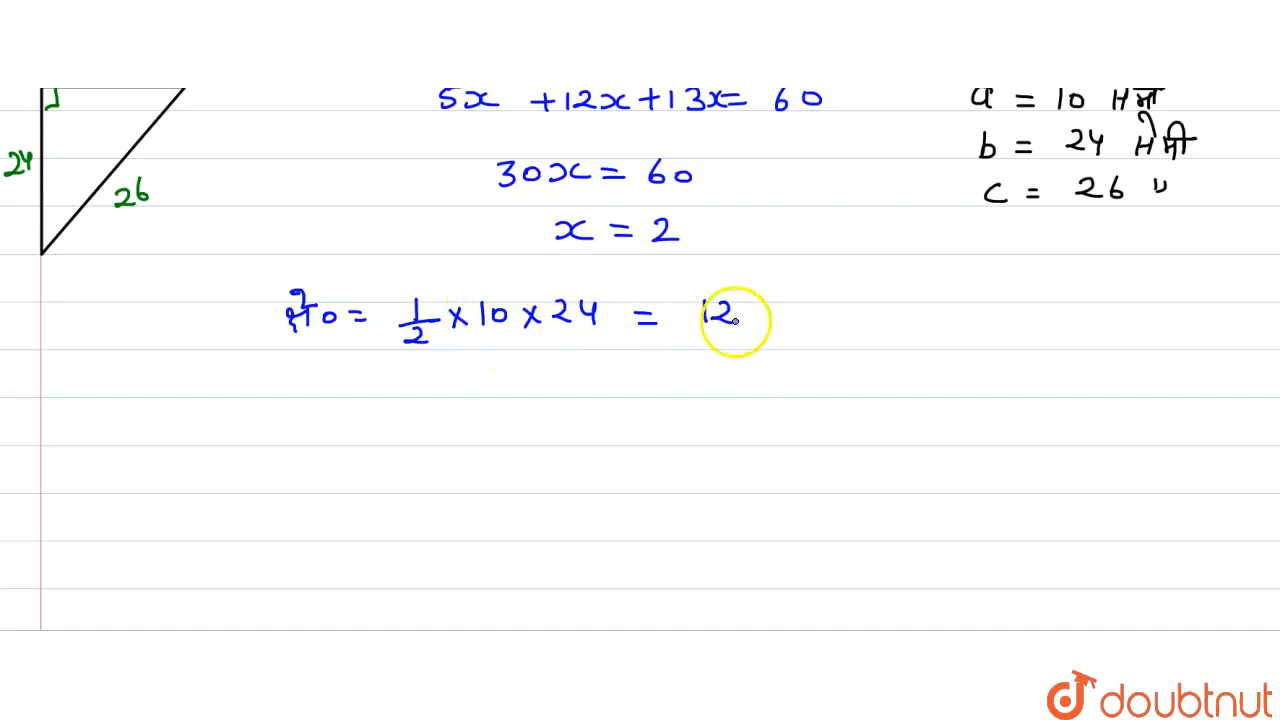 5x + 12x + 13x = 60
a = 10 सेमी
24
30x = 60
b = 24 सेमी
26
x = 2
c = 26 "
क्षे० = 1/2 × 10 × 24 = 12
doubtnut